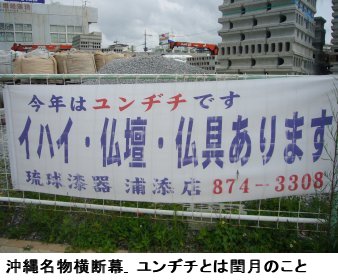 今年はユンヂチです
イハイ・仏壇・仏具あります
琉球漆器 浦添店 874-3308
沖縄名物横断幕 ユンヂチとは閏月のこと